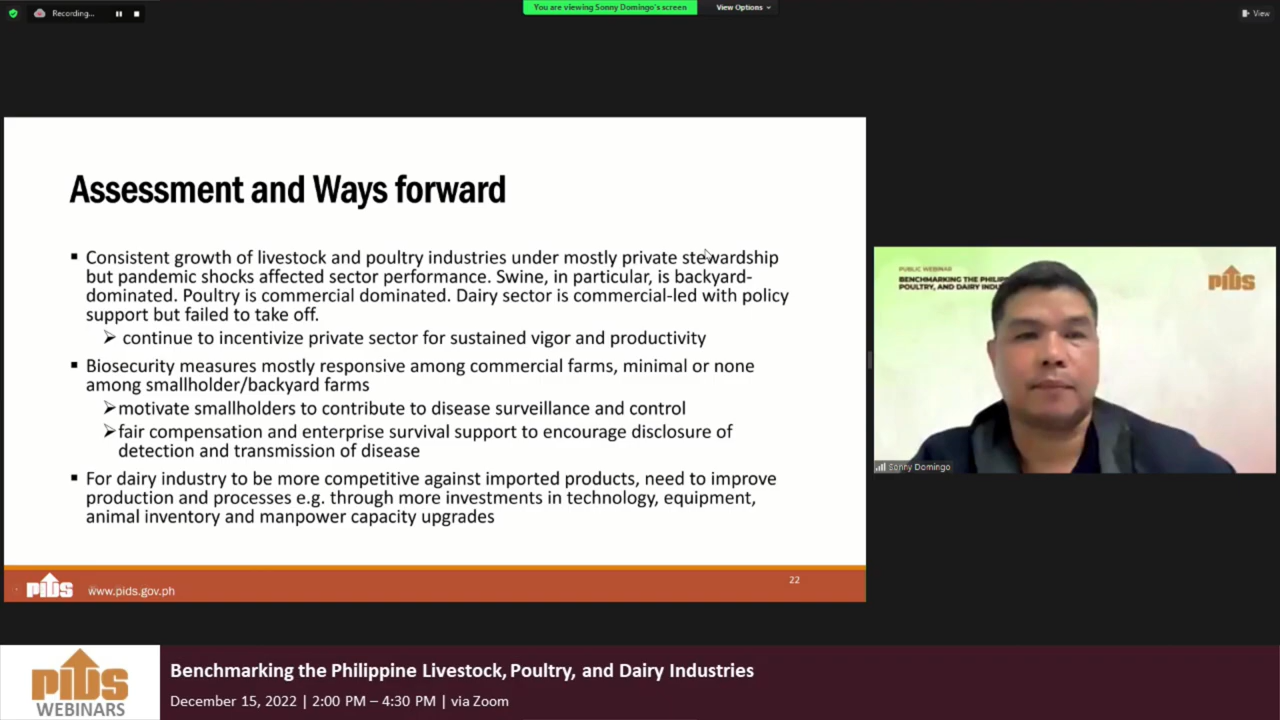 Recording...
You are viewing Sonny Domingo's screen
View Options
View
Assessment and Ways forward
▪ Consistent growth of livestock and poultry industries under mostly private stewardship
but pandemic shocks affected sector performance. Swine, in particular, is backyard-
dominated. Poultry is commercial dominated. Dairy sector is commercial-led with policy
support but failed to take off.
➢ continue to incentivize private sector for sustained vigor and productivity
▪ Biosecurity measures mostly responsive among commercial farms, minimal or none
among smallholder/backyard farms
➢motivate smallholders to contribute to disease surveillance and control
➢fair compensation and enterprise survival support to encourage disclosure of
detection and transmission of disease
▪ For dairy industry to be more competitive against imported products, need to improve
production and processes e.g. through more investments in technology, equipment,
animal inventory and manpower capacity upgrades
22
PIDS www.pids.gov.ph
PUBLIC WEBINAR
BENCHMARKING THE
POULTRY, AND DAIRY
PIDS
Sonny Domingo
PIDS
WEBINARS
Benchmarking the Philippine Livestock, Poultry, and Dairy Industries
December 15, 2022 | 2:00 PM – 4:30 PM | via Zoom